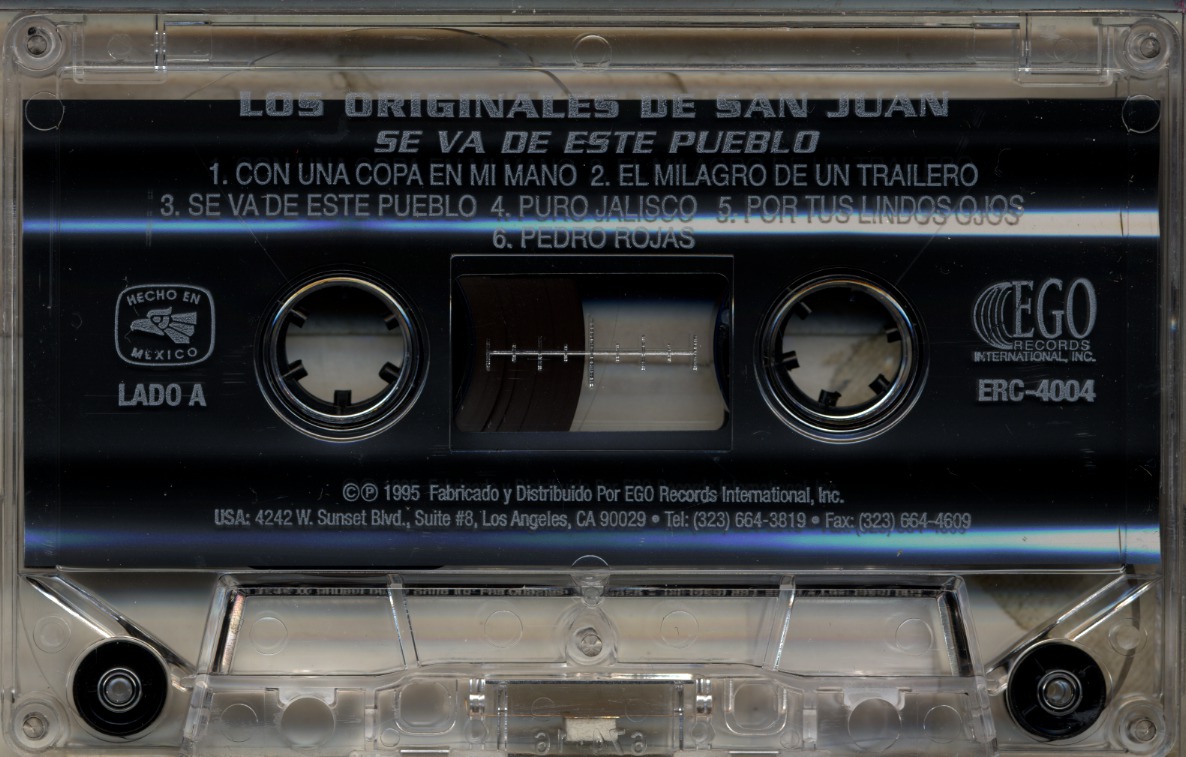 LOS ORIGINALES DE SAN JUAN
SE VA DE ESTE PUEBLO
1. CON UNA COPA EN MI MANO 2. EL MILAGRO DE UN TRAILERO
3. SE VA DE ESTE PUEBLO 4. PURO JALISCO 5. POR TUS LINDOS OJOS
6. PEDRO ROJAS
HECHO EN
MEXICO
LADO A
EGO
RECORDS
INTERNATIONAL, INC.
ERC-4004
©℗ 1995 Fabricado y Distribuido Por EGO Records International, Inc.
USA: 4242 W. Sunset Blvd., Suite #8, Los Angeles, CA 90029 • Tel: (323) 664-3819 • Fax: (323) 664-4609